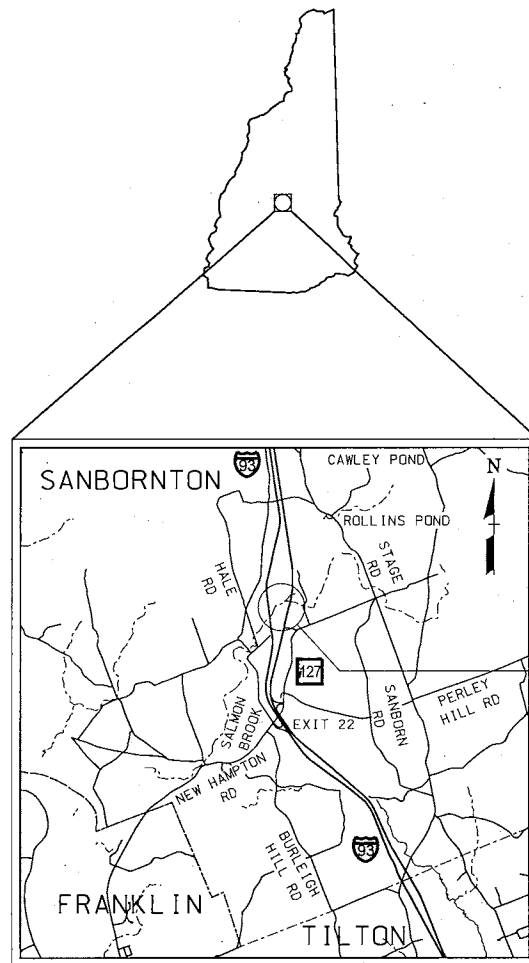 93
CAWLEY POND
N
SANBORNTON
ROLLINS POND
STAGE
RD
HALE
RD
127
SALMON
BROOK
EXIT 22
SANBORN
RD
PERLEY
HILL RD
NEW HAMPTON
RD
BURLEIGH
HILL RD
93
FRANKLIN
TILTON